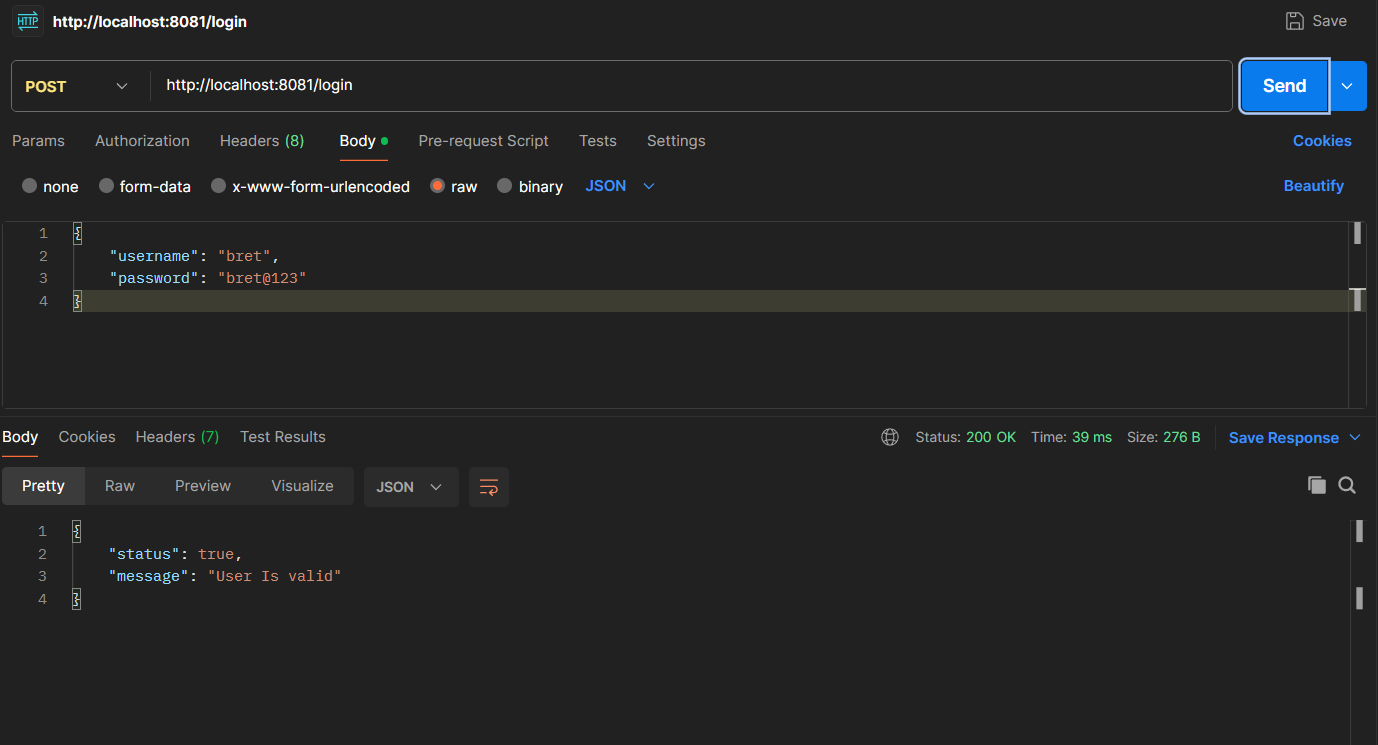 HTTP http://localhost:8081/login Save
POST http://localhost:8081/login Send
Params Authorization Headers (8) Body Pre-request Script Tests Settings Cookies
none form-data x-www-form-urlencoded raw binary JSON Beautify
1 {
2 "username": "bret",
3 "password": "bret@123"
4 }
Body Cookies Headers (7) Test Results Status: 200 OK Time: 39 ms Size: 276 B Save Response
Pretty Raw Preview Visualize JSON
1 {
2 "status": true,
3 "message": "User Is valid"
4 }